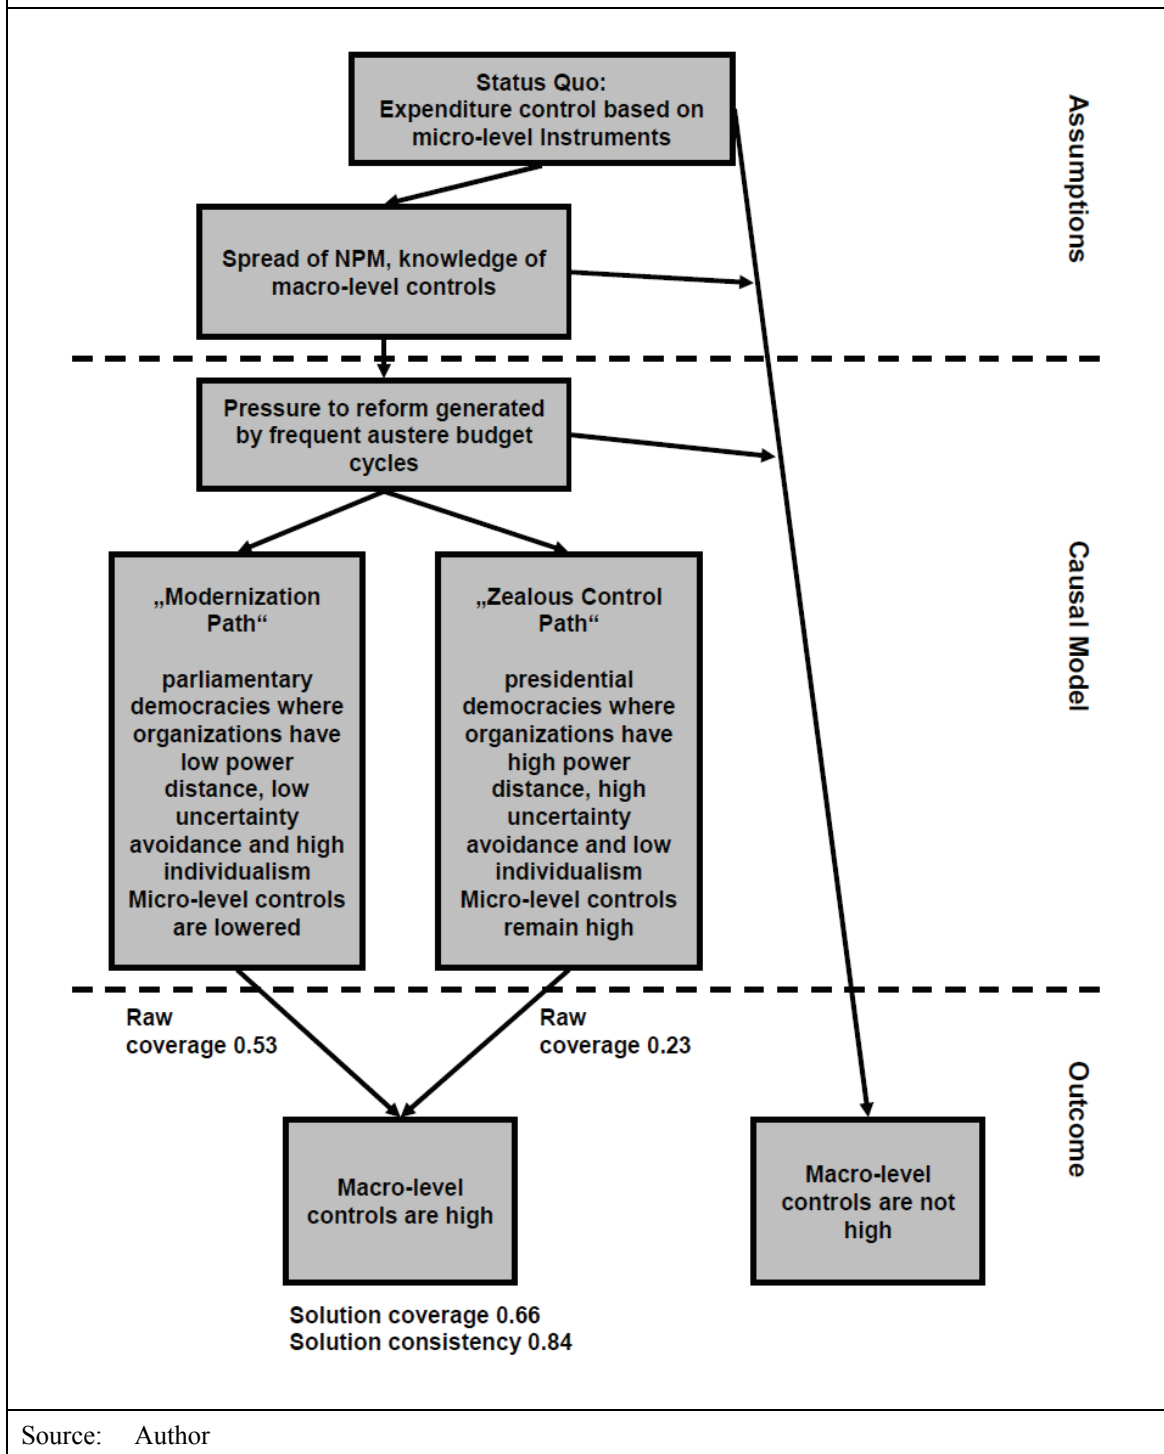 Status Quo:
Expenditure control based on
micro-level Instruments
Assumptions
Spread of NPM, knowledge of
macro-level controls
Pressure to reform generated
by frequent austere budget
cycles
Causal Model
„Modernization
Path“
parliamentary
democracies where
organizations have
low power
distance, low
uncertainty
avoidance and high
individualism
Micro-level controls
are lowered
„Zealous Control
Path“
presidential
democracies where
organizations have
high power
distance, high
uncertainty
avoidance and low
individualism
Micro-level controls
remain high
Raw
coverage 0.53
Raw
coverage 0.23
Outcome
Macro-level
controls are high
Macro-level
controls are not
high
Solution coverage 0.66
Solution consistency 0.84
Source: Author